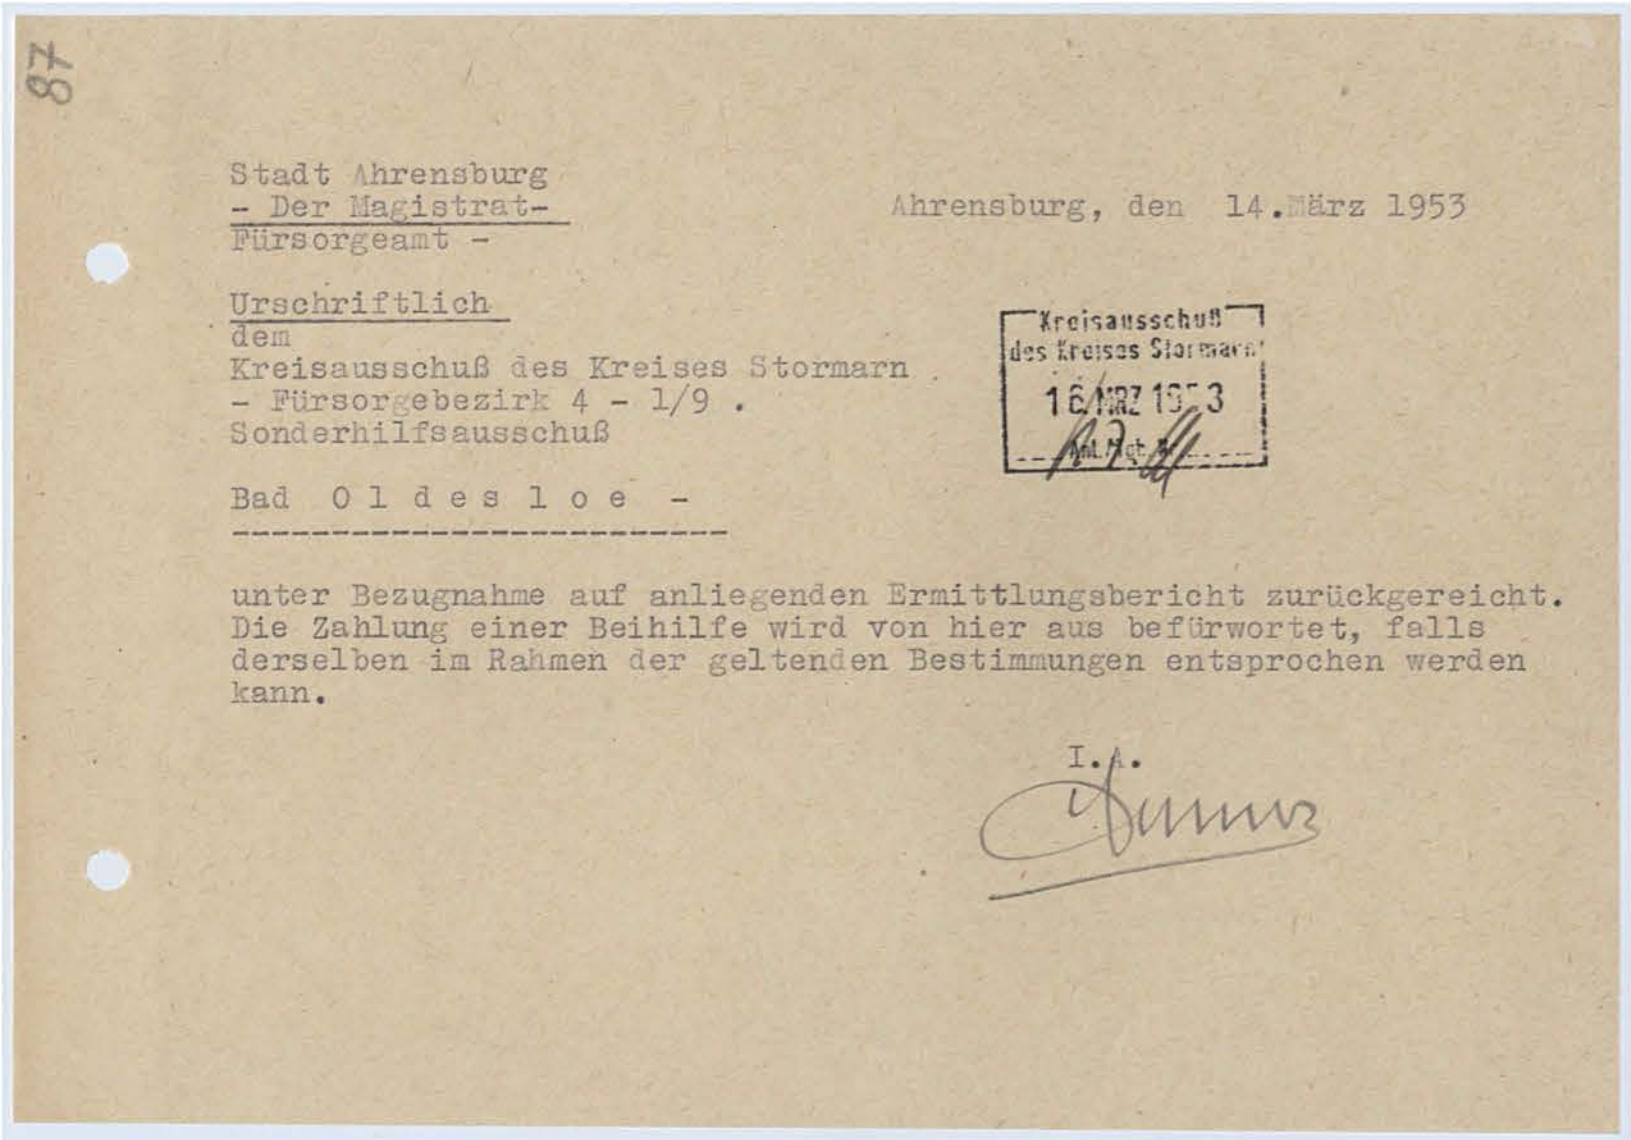 87
Stadt Ahrensburg
- Der Magistrat-
Fürsorgeamt -
Ahrensburg, den 14.März 1953
Urschriftlich
dem
Kreisausschuß des Kreises Stormarn
- Fürsorgebezirk 4 - 1/9 .
Sonderhilfsausschuß
Bad O l d e s l o e -
Kreisausschuß
des Kreises Stormarn
MRZ 1953
unter Bezugnahme auf anliegenden Ermittlungsbericht zurückgereicht.
Die Zahlung einer Beihilfe wird von hier aus befürwortet, falls
derselben im Rahmen der geltenden Bestimmungen entsprochen werden
kann.
I.A.